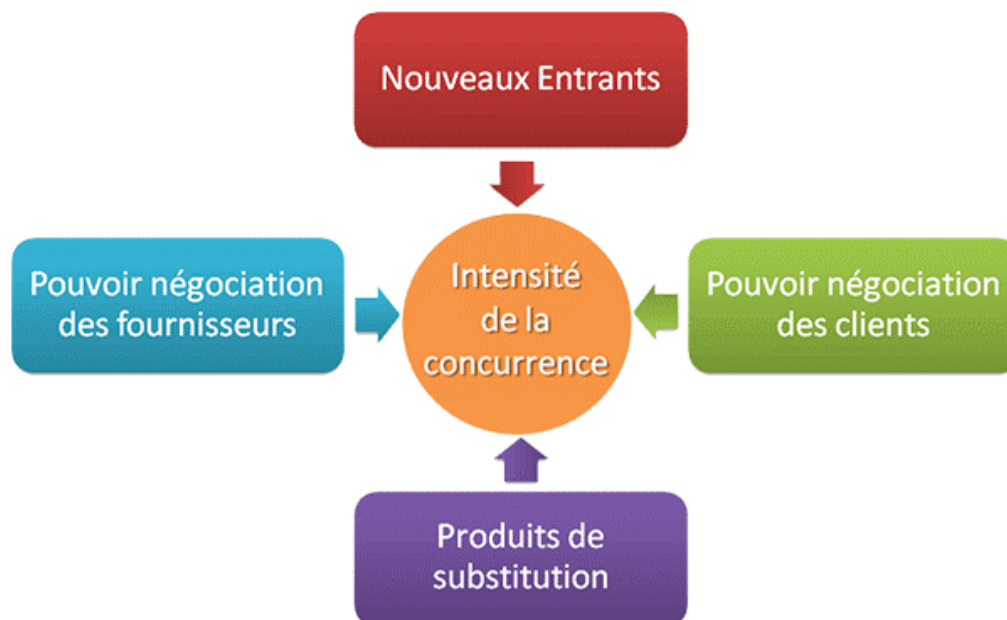 Nouveaux Entrants
Pouvoir négociation
des fournisseurs
Intensité
de la
concurrence
Pouvoir négociation
des clients
Produits de
substitution